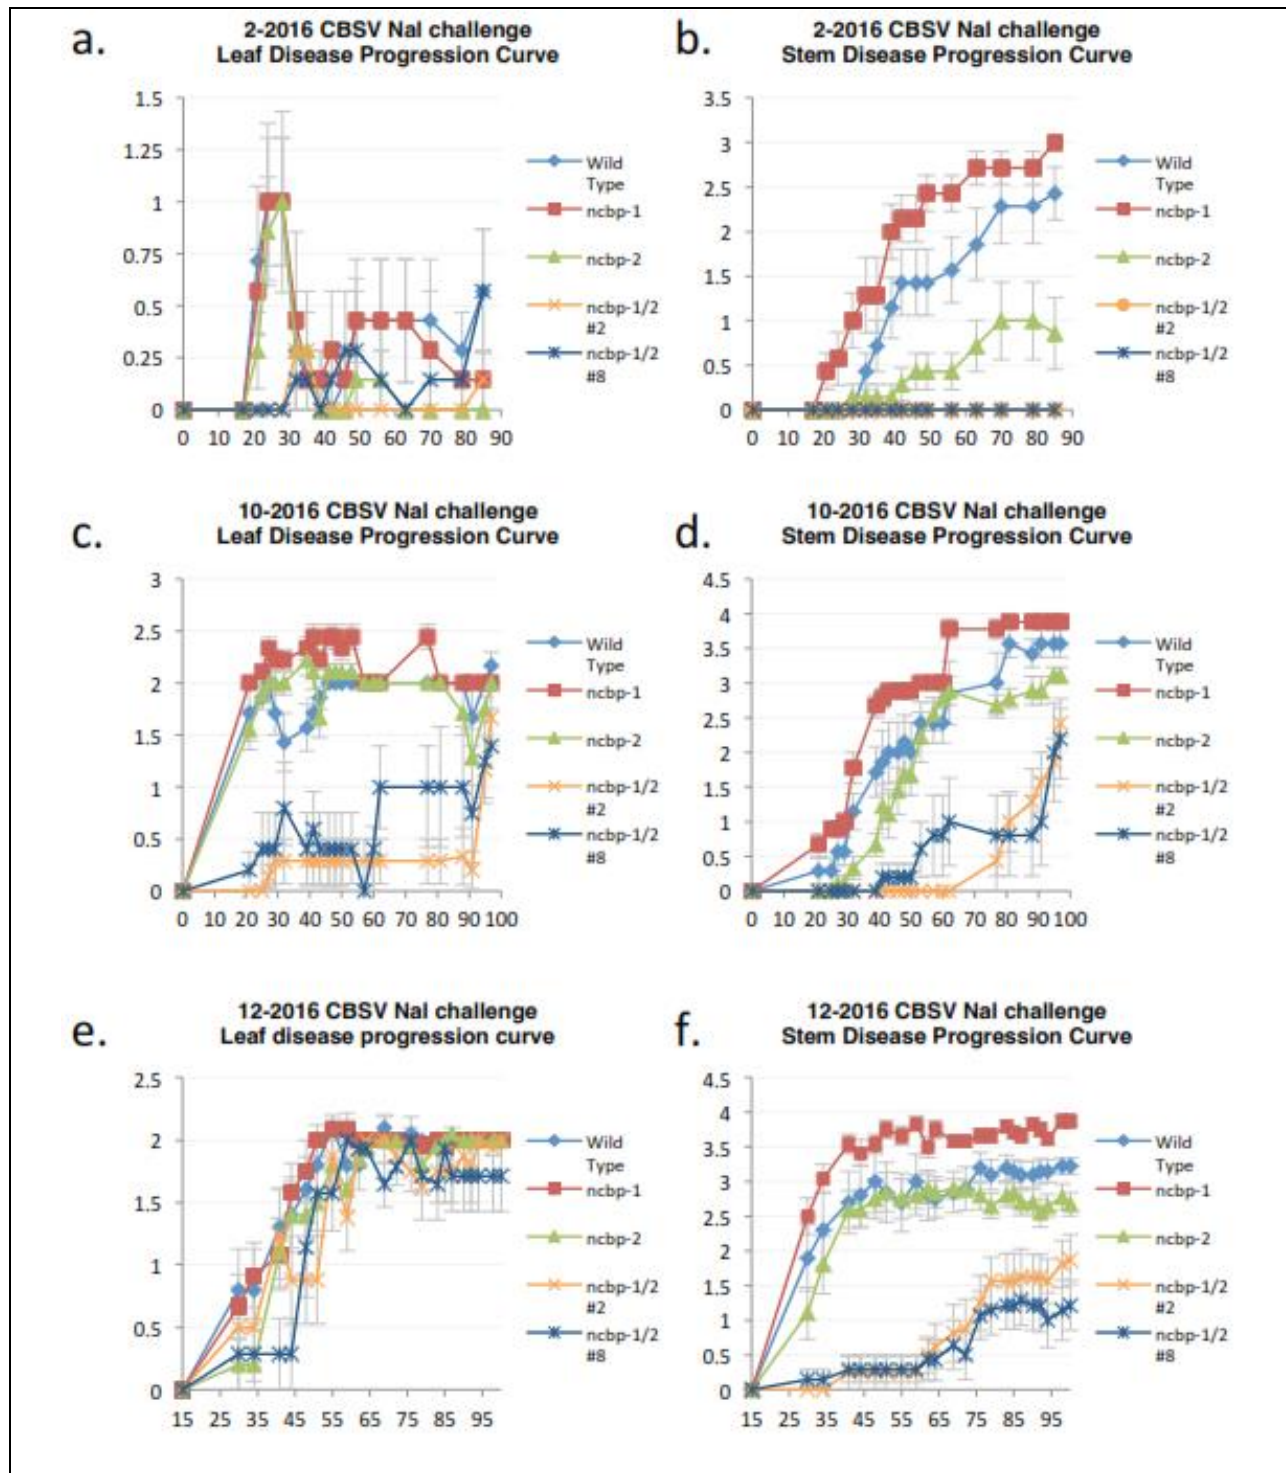 a.
2-2016 CBSV Nal challenge
Leaf Disease Progression Curve
1.5
1.25
1
0.75
0.5
0.25
0
0 10 20 30 40 50 60 70 80 90
Wild
Type
ncbp-1
ncbp-2
ncbp-1/2
#2
ncbp-1/2
#8
b.
2-2016 CBSV Nal challenge
Stem Disease Progression Curve
3.5
3
2.5
2
1.5
1
0.5
0
0 10 20 30 40 50 60 70 80 90
Wild
Type
ncbp-1
ncbp-2
ncbp-1/2
#2
ncbp-1/2
#8
c.
10-2016 CBSV Nal challenge
Leaf Disease Progression Curve
3
2.5
2
1.5
1
0.5
0
0 10 20 30 40 50 60 70 80 90 100
Wild
Type
ncbp-1
ncbp-2
ncbp-1/2
#2
ncbp-1/2
#8
d.
10-2016 CBSV Nal challenge
Stem Disease Progression Curve
4.5
4
3.5
3
2.5
2
1.5
1
0.5
0
0 10 20 30 40 50 60 70 80 90 100
Wild
Type
ncbp-1
ncbp-2
ncbp-1/2
#2
ncbp-1/2
#8
e.
12-2016 CBSV Nal challenge
Leaf disease progression curve
2.5
2
1.5
1
0.5
0
15 25 35 45 55 65 75 85 95
Wild
Type
ncbp-1
ncbp-2
ncbp-1/2
#2
ncbp-1/2
#8
f.
12-2016 CBSV Nal challenge
Stem Disease Progression Curve
4.5
4
3.5
3
2.5
2
1.5
1
0.5
0
15 25 35 45 55 65 75 85 95
Wild
Type
ncbp-1
ncbp-2
ncbp-1/2
#2
ncbp-1/2
#8